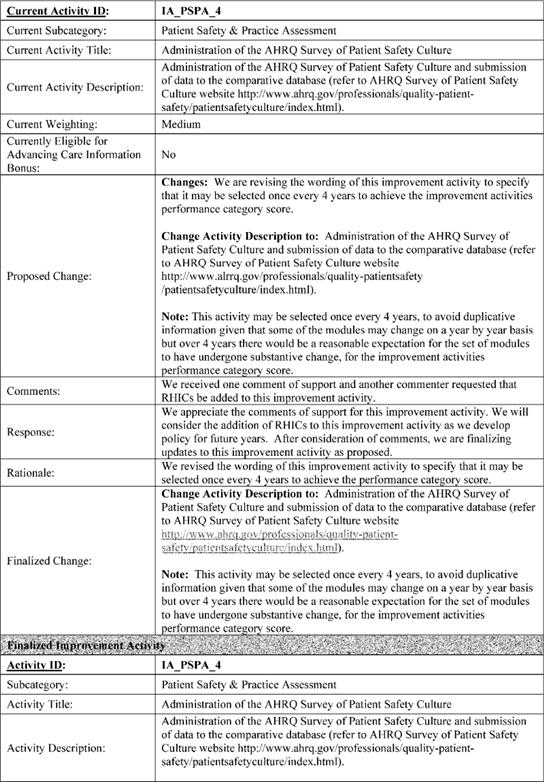 Current Activity ID: IA_PSPA_4
Current Subcategory: Patient Safety & Practice Assessment
Current Activity Title: Administration of the AHRQ Survey of Patient Safety Culture
Current Activity Description: Administration of the AHRQ Survey of Patient Safety Culture and submission
of data to the comparative database (refer to AHRQ Survey of Patient Safety
Culture website http://www.ahrq.gov/professionals/quality-patient-
safety/patientsafetyculture/index.html).
Current Weighting: Medium
Currently Eligible for
Advancing Care Information
Bonus:
No
Proposed Change:
Changes: We are revising the wording of this improvement activity to specify
that it may be selected once every 4 years to achieve the improvement activities
performance category score.
Change Activity Description to: Administration of the AHRQ Survey of
Patient Safety Culture and submission of data to the comparative database (refer
to AHRQ Survey of Patient Safety Culture website
http://www.alrrq.gov/professionals/quality-patientsafety
/patientsafetyculture/index.html).
Note: This activity may be selected once every 4 years, to avoid duplicative
information given that some of the modules may change on a year by year basis
but over 4 years there would be a reasonable expectation for the set of modules
to have undergone substantive change, for the improvement activities
performance category score.
Comments: We received one comment of support and another commenter requested that
RHICs be added to this improvement activity.
Response: We appreciate the comments of support for this improvement activity. We will
consider the addition of RHICs to this improvement activity as we develop
policy for future years. After consideration of comments, we are finalizing
updates to this improvement activity as proposed.
Rationale: We revised the wording of this improvement activity to specify that it may be
selected once every 4 years to achieve the performance category score.
Finalized Change:
Change Activity Description to: Administration of the AHRQ Survey of
Patient Safety Culture and submission of data to the comparative database (refer
to AHRQ Survey of Patient Safety Culture website
http://www.ahrq.gov/professionals/quality-patient-
safety/patientsafetyculture/index.html).
Note: This activity may be selected once every 4 years, to avoid duplicative
information given that some of the modules may change on a year by year basis
but over 4 years there would be a reasonable expectation for the set of modules
to have undergone substantive change, for the improvement activities
performance category score.
Finalized Improvement Activity
Activity ID: IA_PSPA_4
Subcategory: Patient Safety & Practice Assessment
Activity Title: Administration of the AHRQ Survey of Patient Safety Culture
Activity Description: Administration of the AHRQ Survey of Patient Safety Culture and submission
of data to the comparative database (refer to AHRQ Survey of Patient Safety
Culture website http://www.ahrq.gov/professionals/quality-patient-
safety/patientsafetyculture/index.html).